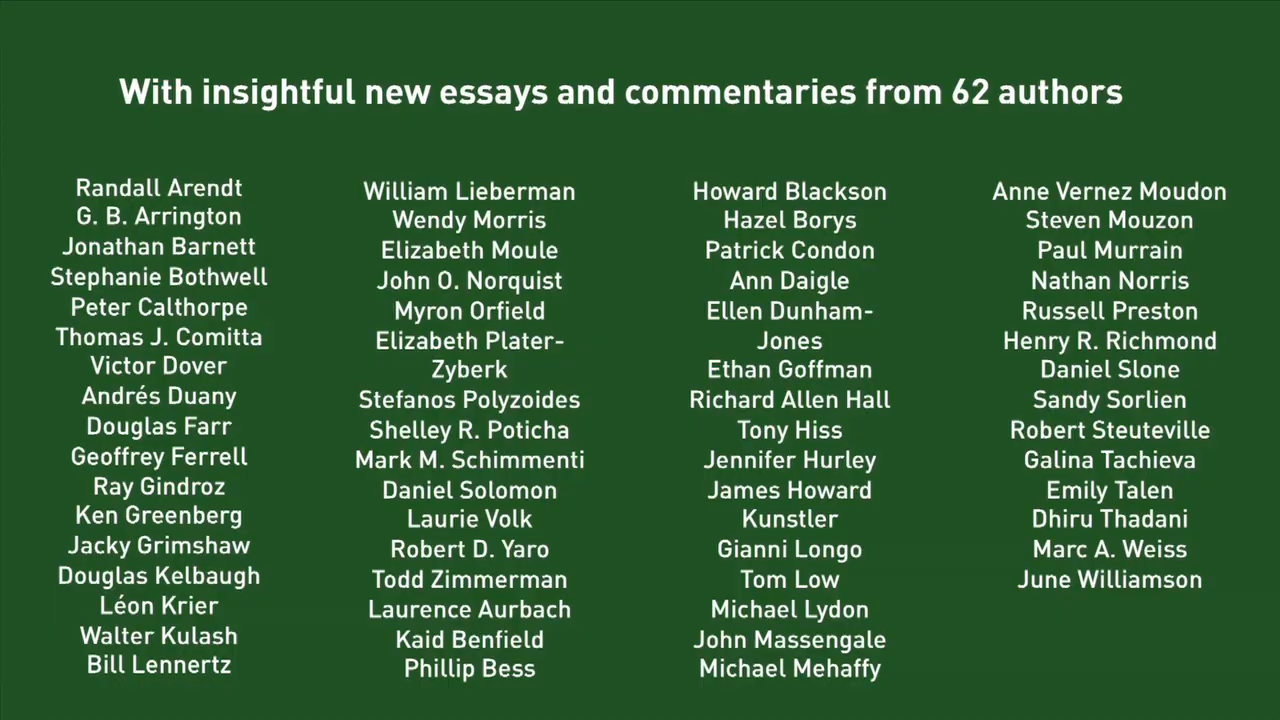 With insightful new essays and commentaries from 62 authors
Randall Arendt
G. B. Arrington
Jonathan Barnett
Stephanie Bothwell
Peter Calthorpe
Thomas J. Comitta
Victor Dover
Andrés Duany
Douglas Farr
Geoffrey Ferrell
Ray Gindroz
Ken Greenberg
Jacky Grimshaw
Douglas Kelbaugh
Léon Krier
Walter Kulash
Bill Lennertz
William Lieberman
Wendy Morris
Elizabeth Moule
John O. Norquist
Myron Orfield
Elizabeth Plater-
Zyberk
Stefanos Polyzoides
Shelley R. Poticha
Mark M. Schimmenti
Daniel Solomon
Laurie Volk
Robert D. Yaro
Todd Zimmerman
Laurence Aurbach
Kaid Benfield
Phillip Bess
Howard Blackson
Hazel Borys
Patrick Condon
Ann Daigle
Ellen Dunham-
Jones
Ethan Goffman
Richard Allen Hall
Tony Hiss
Jennifer Hurley
James Howard
Kunstler
Gianni Longo
Tom Low
Michael Lydon
John Massengale
Michael Mehaffy
Anne Vernez Moudon
Steven Mouzon
Paul Murrain
Nathan Norris
Russell Preston
Henry R. Richmond
Daniel Slone
Sandy Sorlien
Robert Steuteville
Galina Tachieva
Emily Talen
Dhiru Thadani
Marc A. Weiss
June Williamson